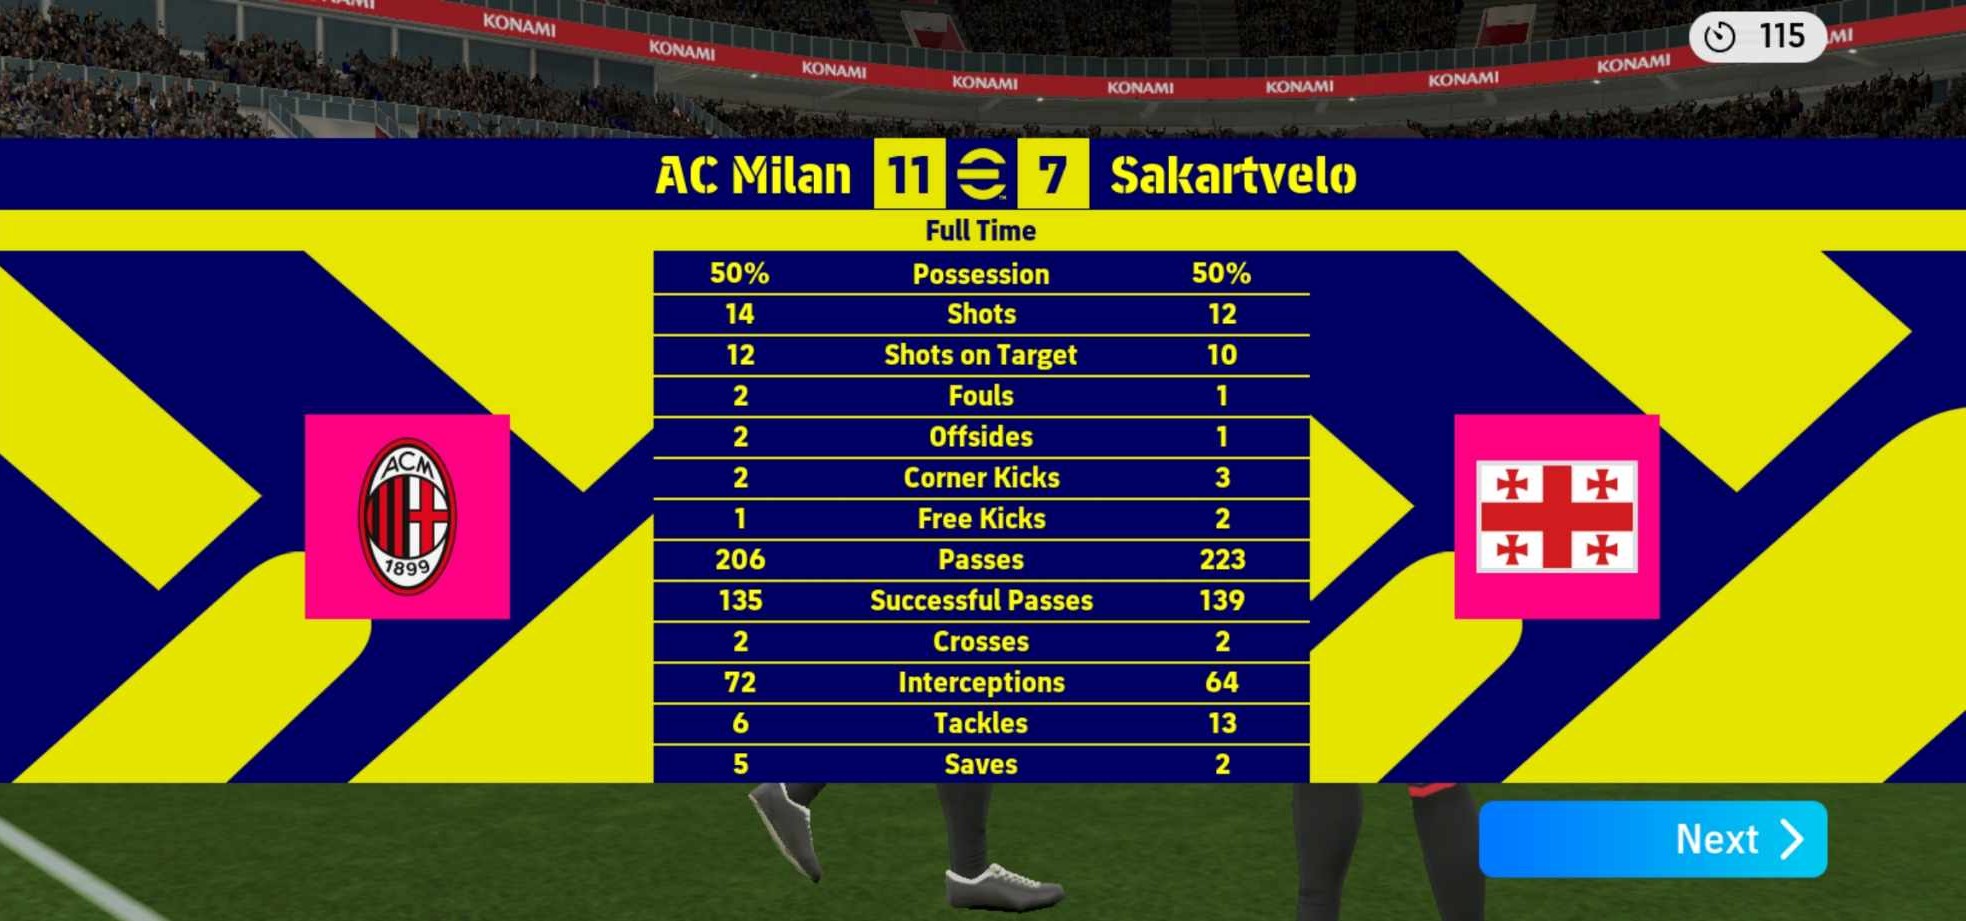 KONAMI KONAMI KONAMI KONAMI KONAMI KONAMI KONAMI KONAMI
115
AC Milan 11 7 Sakartvelo
Full Time
50% Possession 50%
14 Shots 12
12 Shots on Target 10
2 Fouls 1
2 Offsides 1
2 Corner Kicks 3
1 Free Kicks 2
206 Passes 223
135 Successful Passes 139
2 Crosses 2
72 Interceptions 64
6 Tackles 13
5 Saves 2
ACM
1899
Next